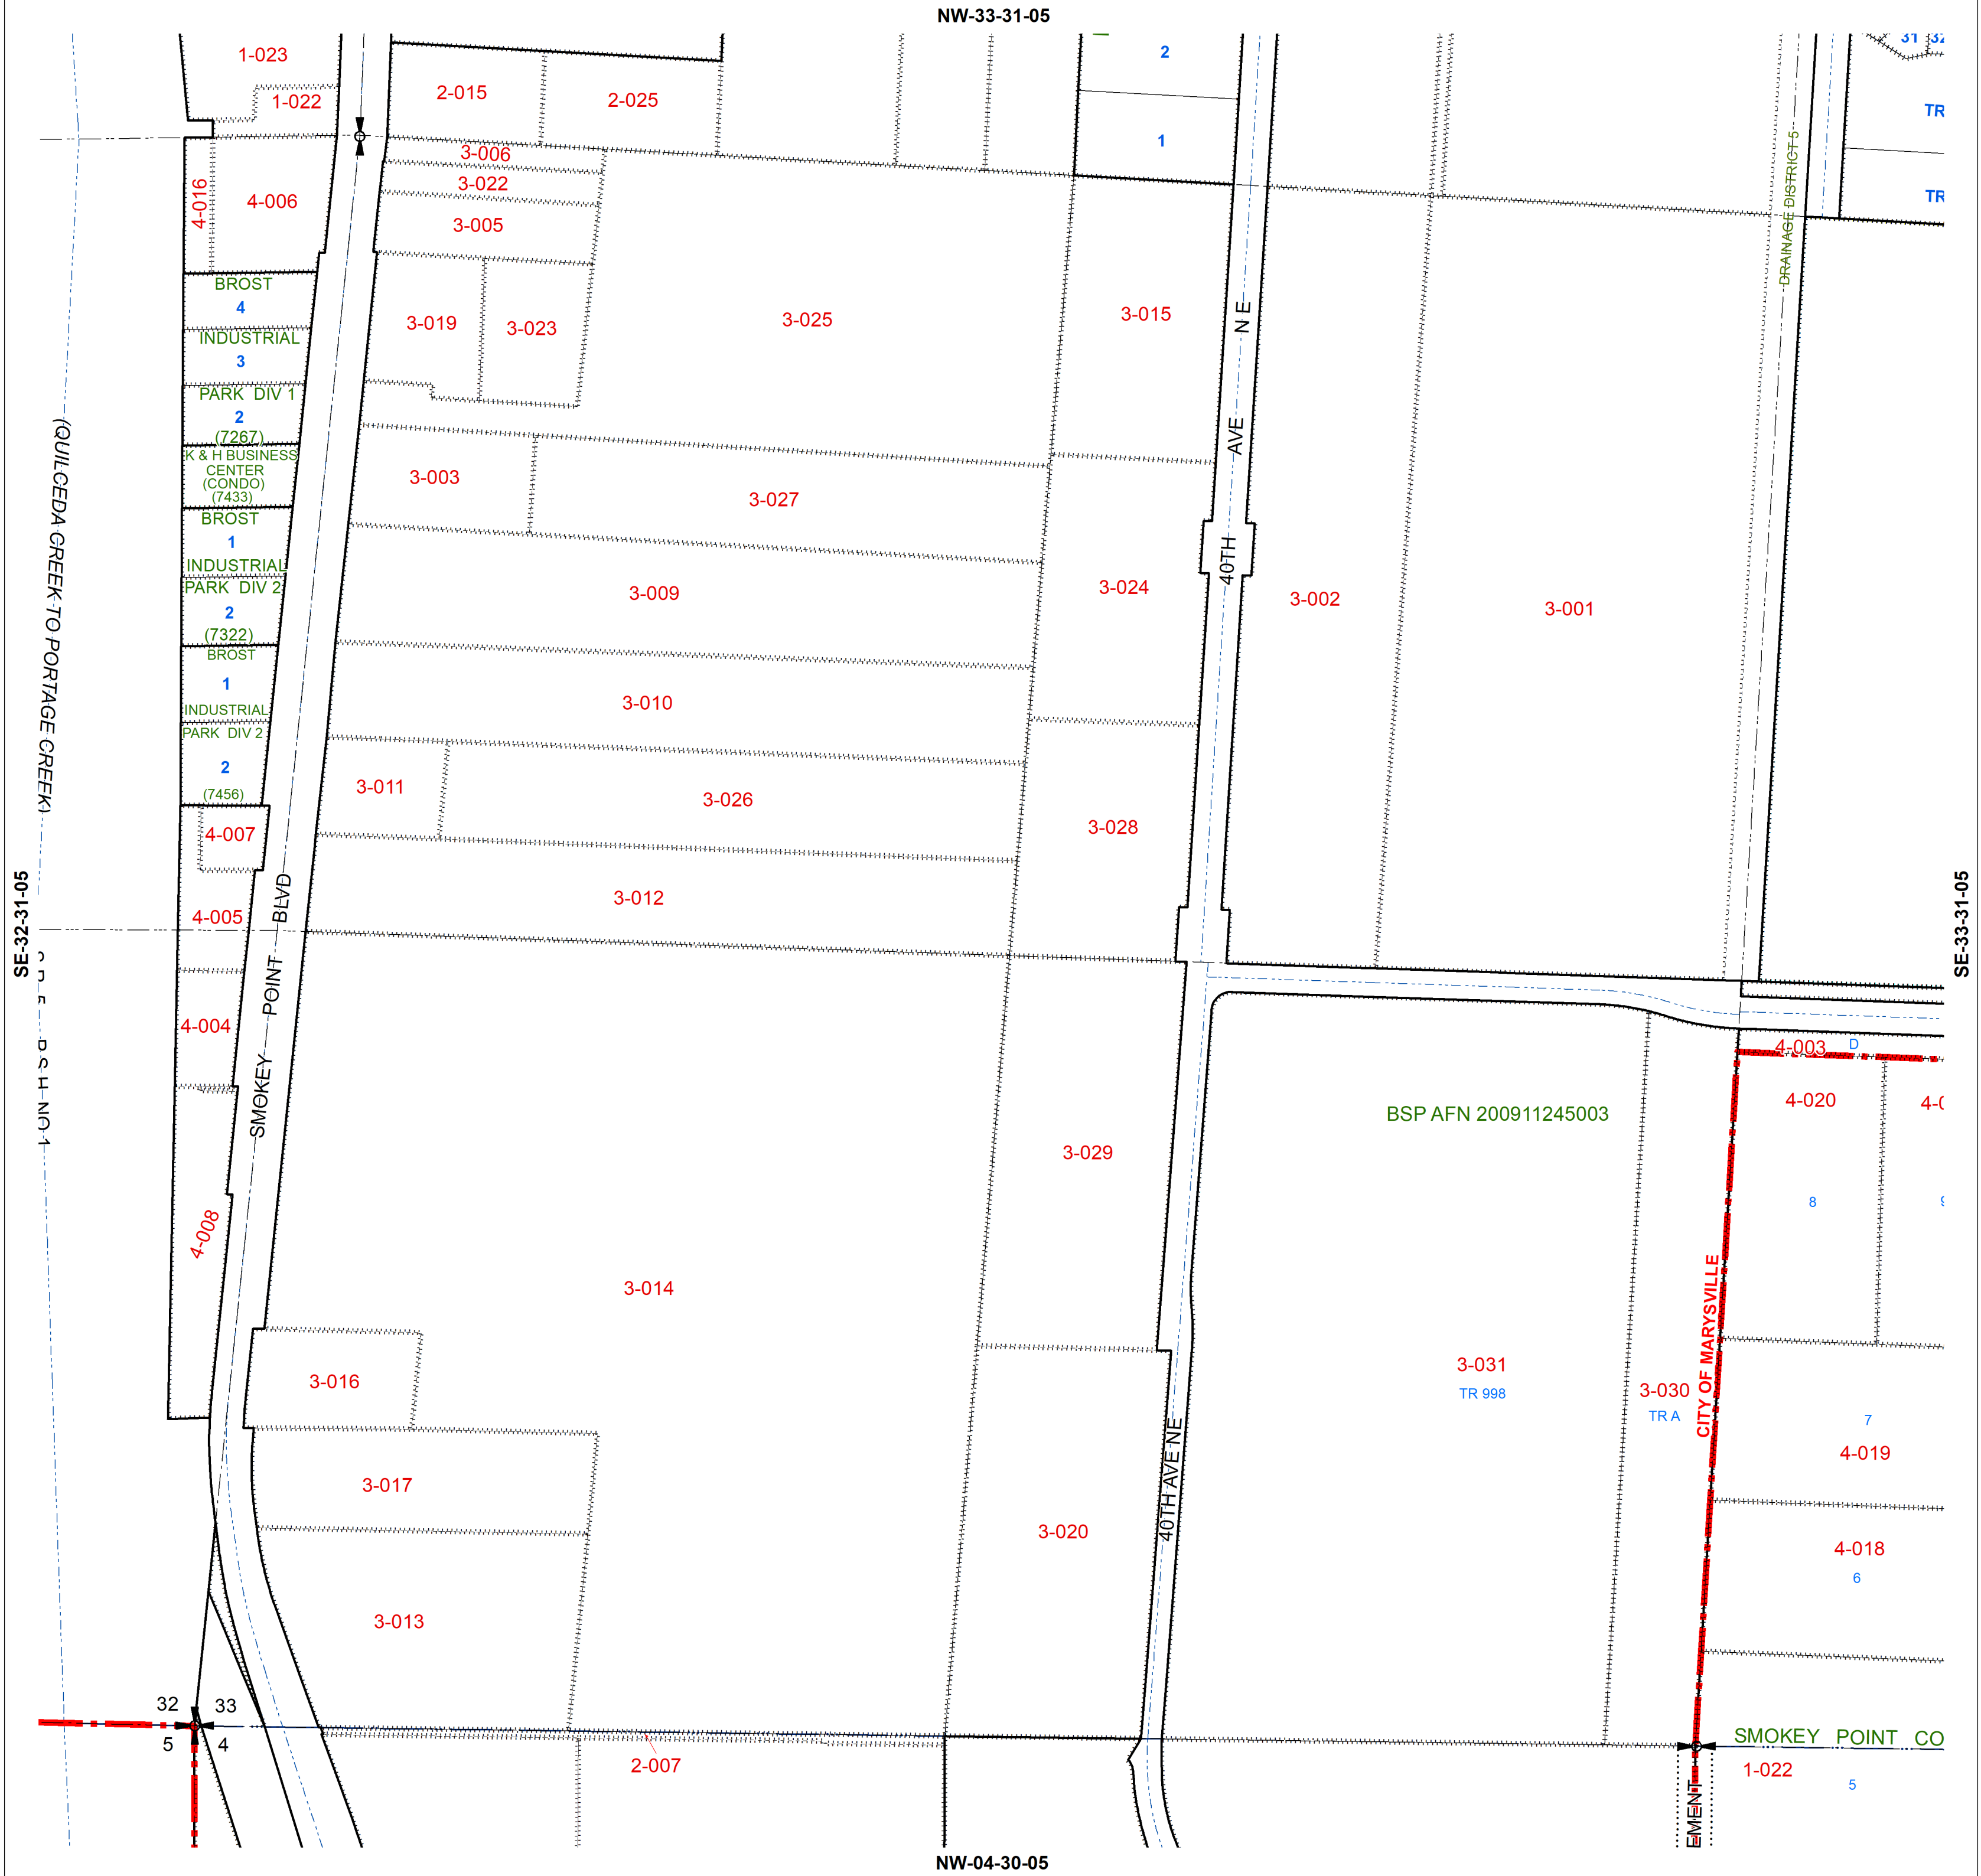 NW-33-31-05
1-023
1-022
2-015
2-025
2
1
31
TR
TR
DRAINAGE DISTRICT 5
4-016
4-006
3-006
3-022
3-005
3-019
3-023
3-025
3-015
BROST
4
INDUSTRIAL
3
PARK DIV 1
2
(7267)
K & H BUSINESS
CENTER
(CONDO)
(7433)
BROST
1
INDUSTRIAL
PARK DIV 2
2
(7322)
BROST
1
INDUSTRIAL
PARK DIV 2
2
(7456)
(QUILCEDA CREEK TO PORTAGE CREEK)
3-003
3-027
3-009
3-010
3-011
3-026
3-012
3-024
3-028
40TH AVE NE
3-002
3-001
4-007
4-005
4-004
4-008
SMOKEY POINT BLVD
SE-32-31-05
SE-33-31-05
3-014
3-029
BSP AFN 200911245003
4-003
D
4-020
8
3-016
3-017
3-013
3-020
40TH AVE NE
3-031
TR 998
3-030
TR A
CITY OF MARYSVILLE
7
4-019
4-018
6
32
33
5
4
2-007
SMOKEY POINT CO
1-022
5
EMENT
NW-04-30-05